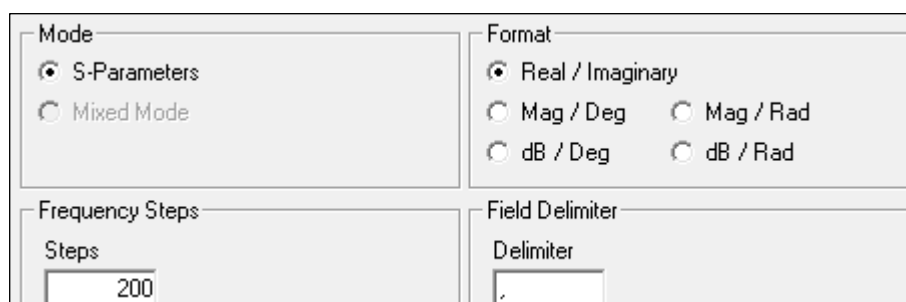 Mode
S-Parameters
Mixed Mode
Format
Real / Imaginary
Mag / Deg Mag / Rad
dB / Deg dB / Rad
Frequency Steps
Steps
200
Field Delimiter
Delimiter
,